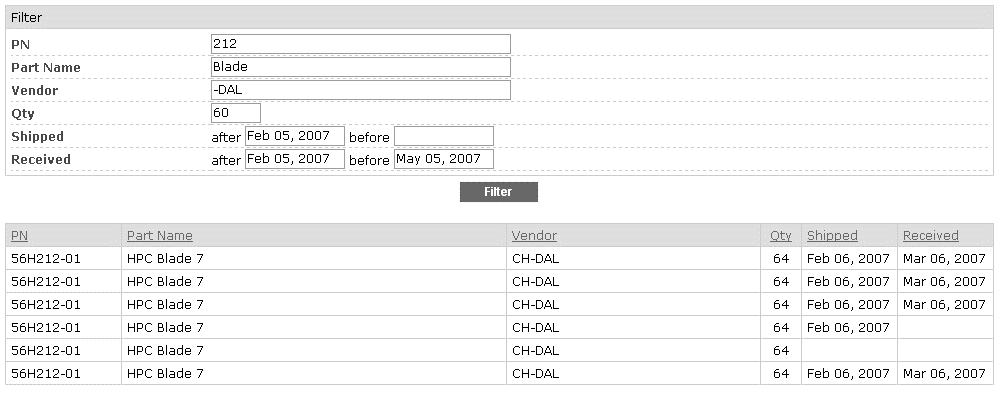 Filter
PN 212
Part Name Blade
Vendor -DAL
Qty 60
Shipped after Feb 05, 2007 before
Received after Feb 05, 2007 before May 05, 2007
Filter
PN Part Name Vendor Qty Shipped Received
56H212-01 HPC Blade 7 CH-DAL 64 Feb 06, 2007 Mar 06, 2007
56H212-01 HPC Blade 7 CH-DAL 64 Feb 06, 2007 Mar 06, 2007
56H212-01 HPC Blade 7 CH-DAL 64 Feb 06, 2007 Mar 06, 2007
56H212-01 HPC Blade 7 CH-DAL 64 Feb 06, 2007
56H212-01 HPC Blade 7 CH-DAL 64
56H212-01 HPC Blade 7 CH-DAL 64 Feb 06, 2007 Mar 06, 2007